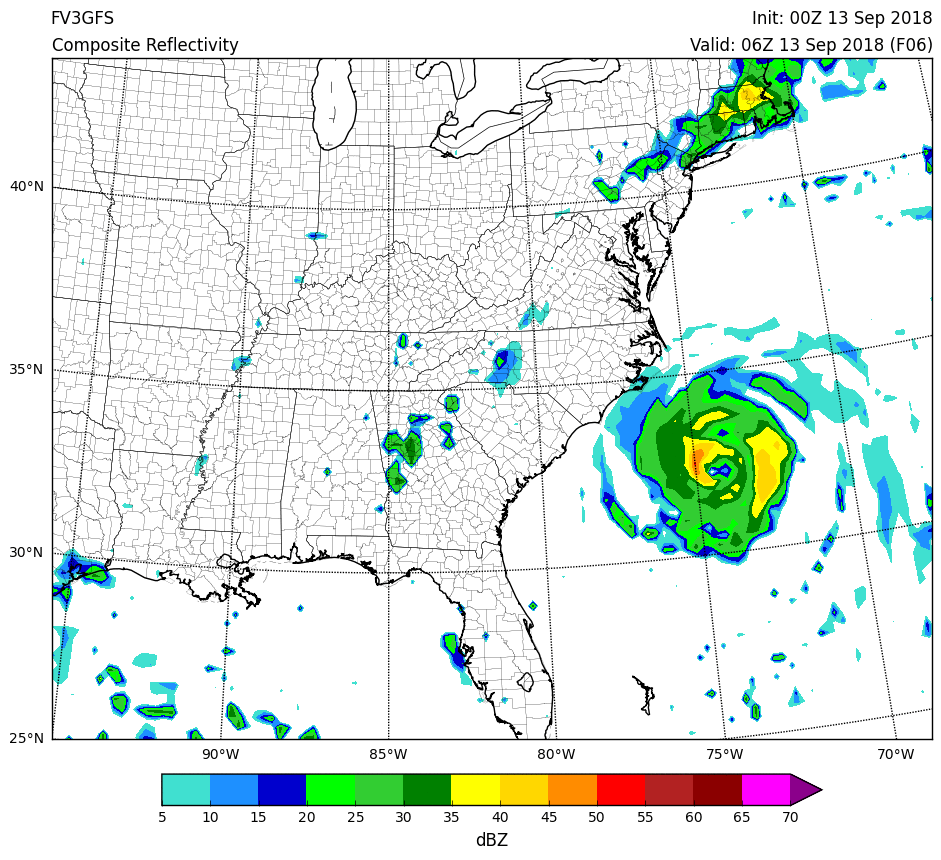 FV3GFS
Init: 00Z 13 Sep 2018
Composite Reflectivity
Valid: 06Z 13 Sep 2018 (F06)
40°N
35°N
30°N
25°N
90°W 85°W 80°W 75°W 70°W
5 10 15 20 25 30 35 40 45 50 55 60 65 70
dBZ